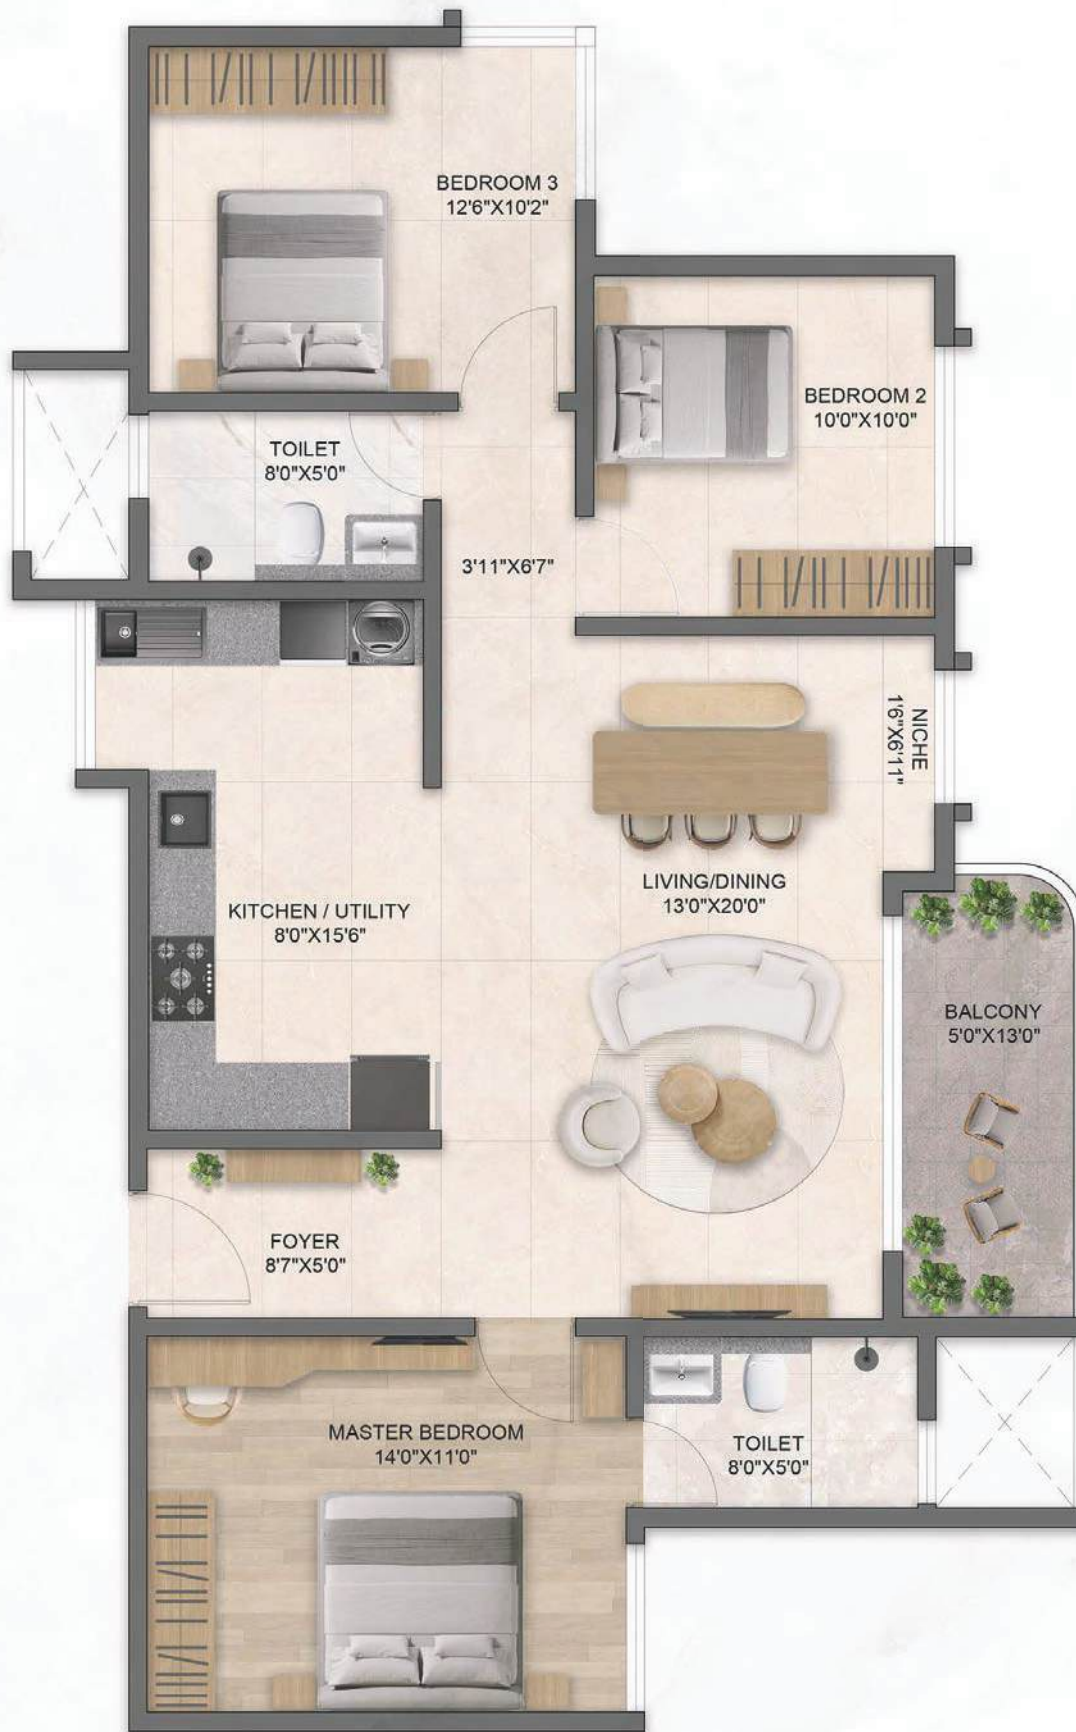 BEDROOM 3
12'6"X10'2"
BEDROOM 2
10'0"X10'0"
TOILET
8'0"X5'0"
3'11"X6'7"
NICHE
1'6"X6'11"
LIVING/DINING
13'0"X20'0"
KITCHEN / UTILITY
8'0"X15'6"
BALCONY
5'0"X13'0"
FOYER
8'7"X5'0"
MASTER BEDROOM
14'0"X11'0"
TOILET
8'0"X5'0"